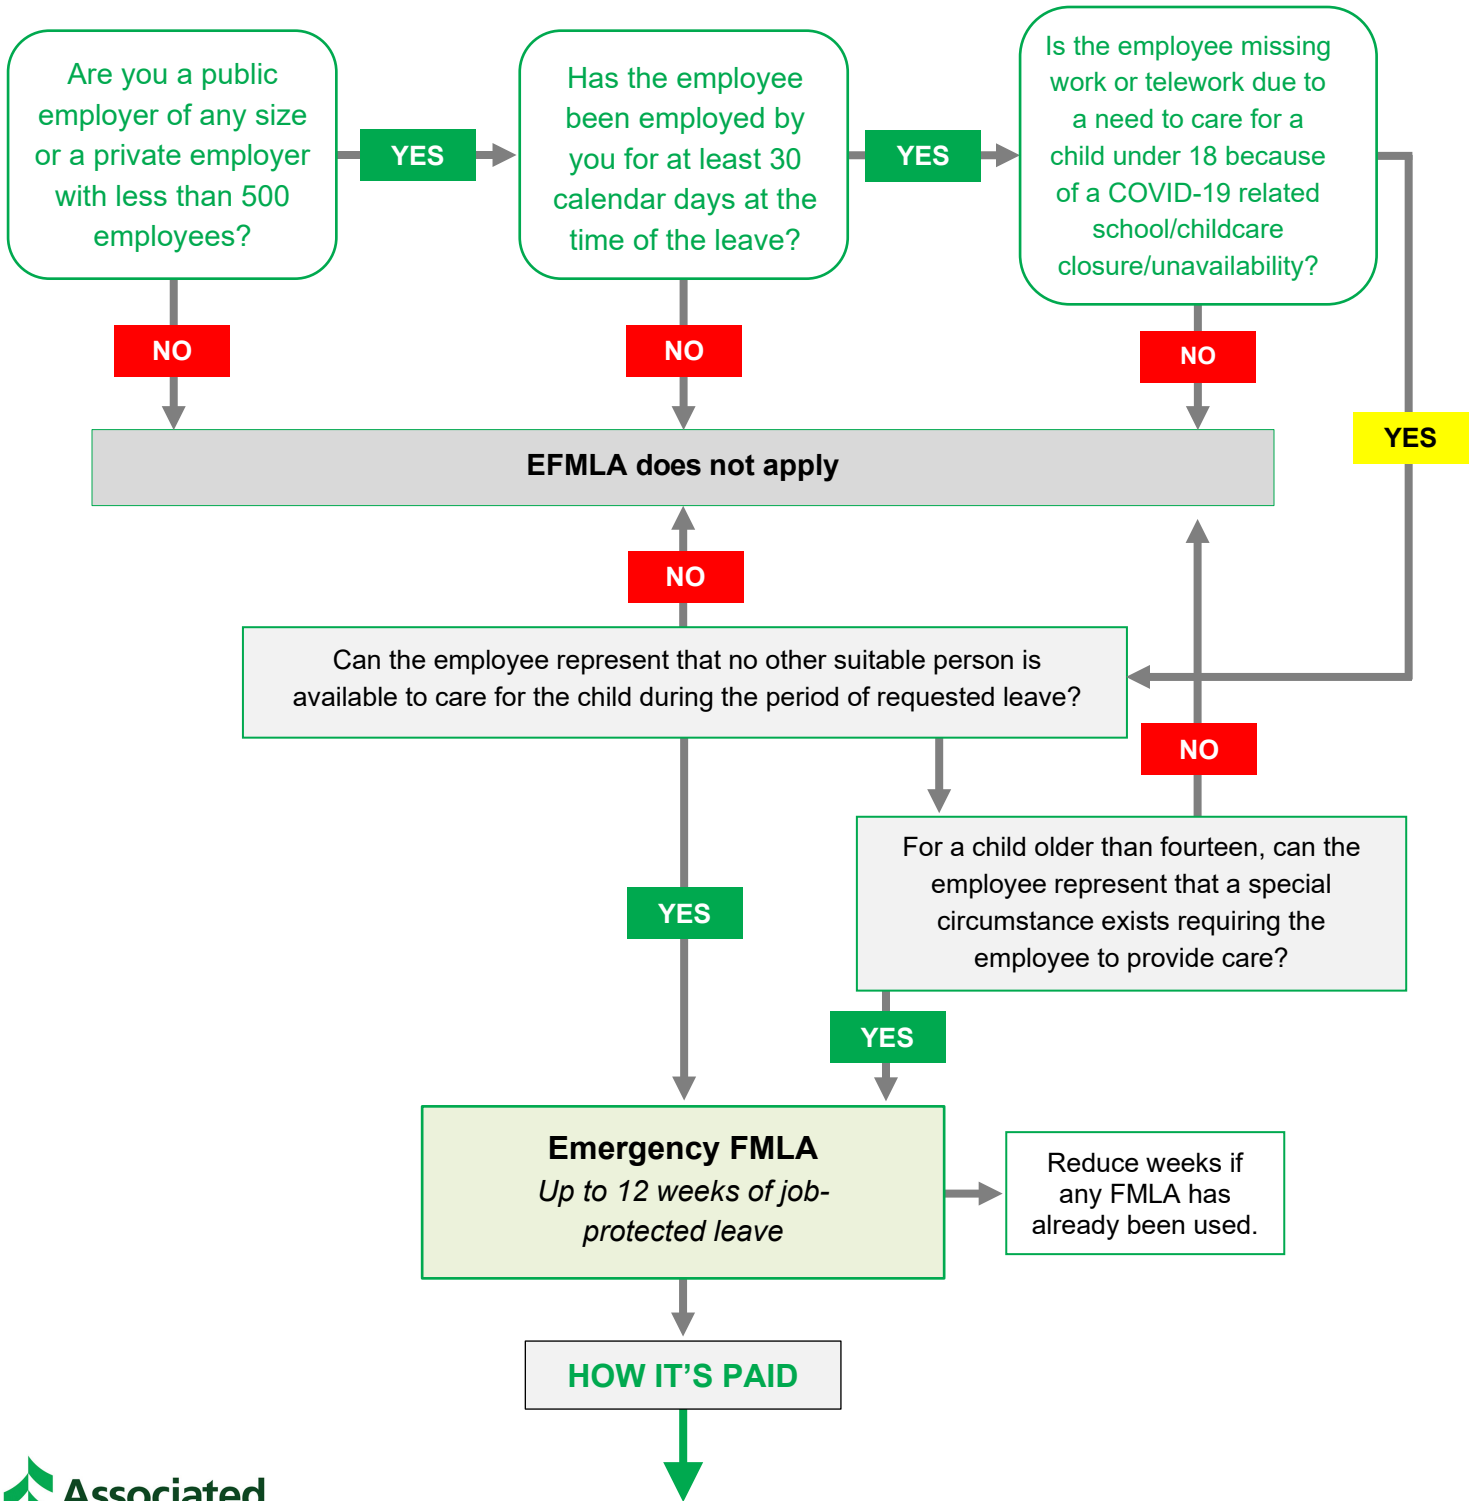 Are you a public
employer of any size
or a private employer
with less than 500
employees?
YES
Has the employee
been employed by
you for at least 30
calendar days at the
time of the leave?
YES
Is the employee missing
work or telework due to
a need to care for a
child under 18 because
of a COVID-19 related
school/childcare
closure/unavailability?
NO
NO
NO
YES
EFMLA does not apply
NO
Can the employee represent that no other suitable person is
available to care for the child during the period of requested leave?
NO
For a child older than fourteen, can the
employee represent that a special
circumstance exists requiring the
employee to provide care?
YES
YES
Emergency FMLA
Up to 12 weeks of job-
protected leave
Reduce weeks if
any FMLA has
already been used.
HOW IT'S PAID
Associated